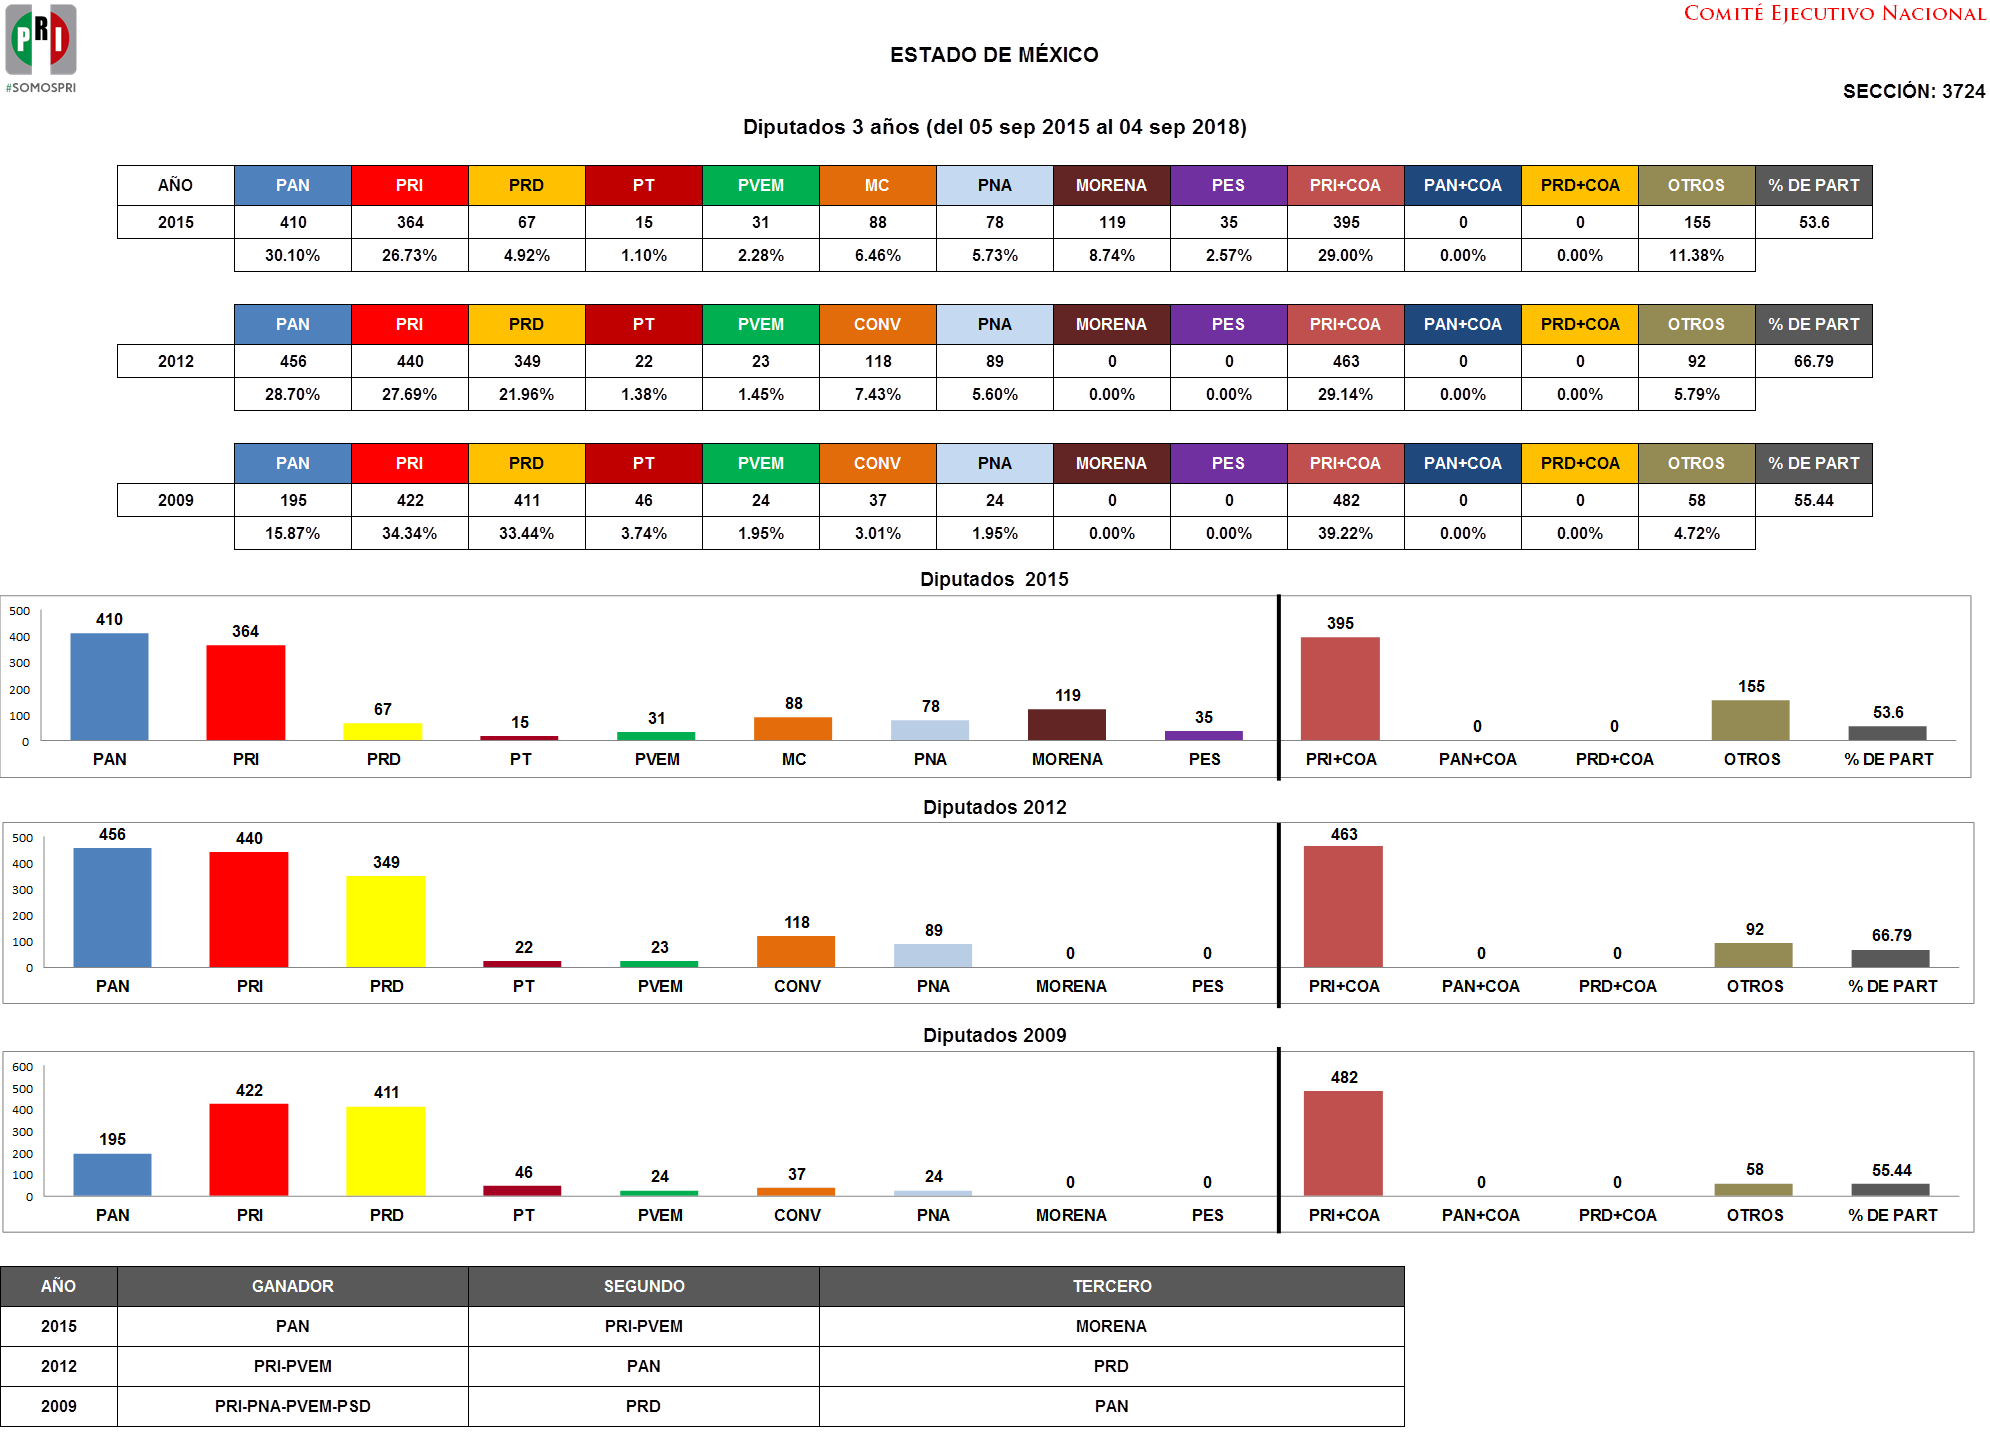 PRI
#SOMOSPRI
COMITÉ EJECUTIVO NACIONAL
ESTADO DE MÉXICO
SECCIÓN: 3724
Diputados 3 años (del 05 sep 2015 al 04 sep 2018)
AÑO PAN PRI PRD PT PVEM MC PNA MORENA PES PRI+COA PAN+COA PRD+COA OTROS % DE PART
2015 410 364 67 15 31 88 78 119 35 395 0 0 155 53.6
30.10% 26.73% 4.92% 1.10% 2.28% 6.46% 5.73% 8.74% 2.57% 29.00% 0.00% 0.00% 11.38%
PAN PRI PRD PT PVEM CONV PNA MORENA PES PRI+COA PAN+COA PRD+COA OTROS % DE PART
2012 456 440 349 22 23 118 89 0 0 463 0 0 92 66.79
28.70% 27.69% 21.96% 1.38% 1.45% 7.43% 5.60% 0.00% 0.00% 29.14% 0.00% 0.00% 5.79%
PAN PRI PRD PT PVEM CONV PNA MORENA PES PRI+COA PAN+COA PRD+COA OTROS % DE PART
2009 195 422 411 46 24 37 24 0 0 482 0 0 58 55.44
15.87% 34.34% 33.44% 3.74% 1.95% 3.01% 1.95% 0.00% 0.00% 39.22% 0.00% 0.00% 4.72%
Diputados 2015
500
400
300
200
100
0
410 364 67 15 31 88 78 119 35 395 0 0 155 53.6
PAN PRI PRD PT PVEM MC PNA MORENA PES PRI+COA PAN+COA PRD+COA OTROS % DE PART
Diputados 2012
500
400
300
200
100
0
456 440 349 22 23 118 89 0 0 463 0 0 92 66.79
PAN PRI PRD PT PVEM CONV PNA MORENA PES PRI+COA PAN+COA PRD+COA OTROS % DE PART
Diputados 2009
600
500
400
300
200
100
0
195 422 411 46 24 37 24 0 0 482 0 0 58 55.44
PAN PRI PRD PT PVEM CONV PNA MORENA PES PRI+COA PAN+COA PRD+COA OTROS % DE PART
AÑO GANADOR SEGUNDO TERCERO
2015 PAN PRI-PVEM MORENA
2012 PRI-PVEM PAN PRD
2009 PRI-PNA-PVEM-PSD PRD PAN